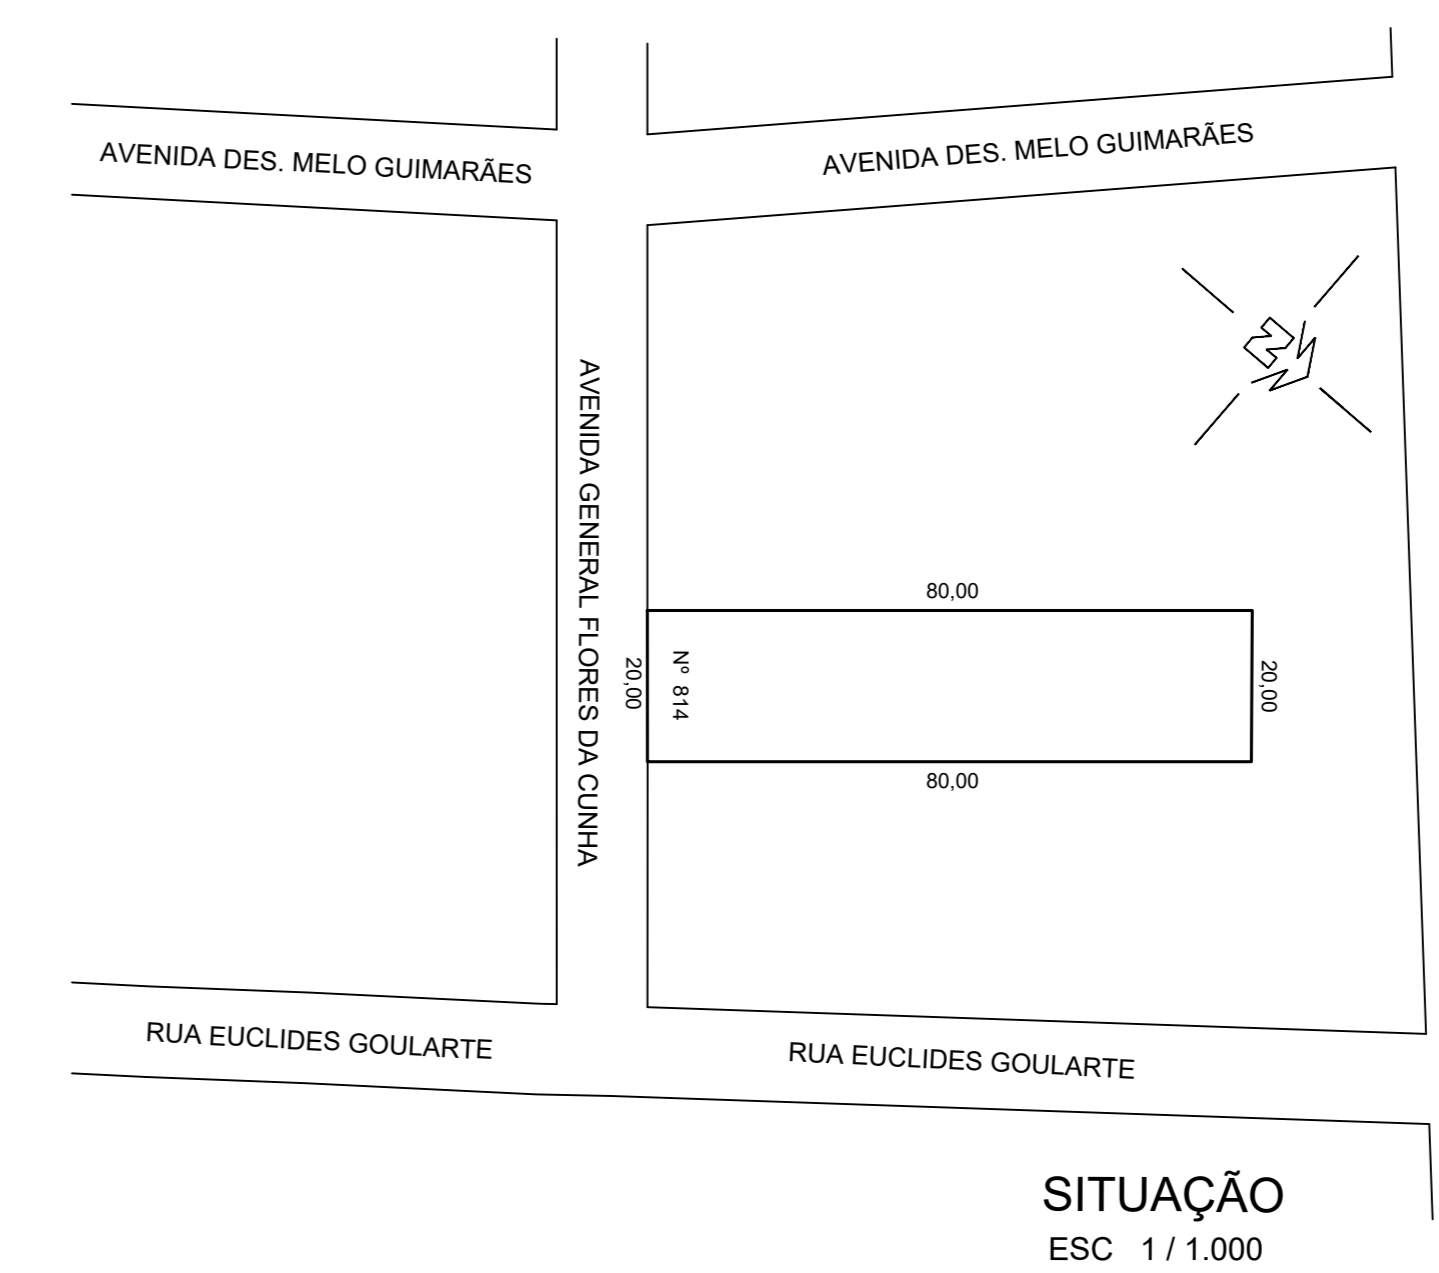 AVENIDA DES. MELO GUIMARÃES
AVENIDA DES. MELO GUIMARÃES
N
AVENIDA GENERAL FLORES DA CUNHA
80,00
20,00
Nº 814
20,00
80,00
RUA EUCLIDES GOULARTE
RUA EUCLIDES GOULARTE
SITUAÇÃO
ESC 1 / 1.000